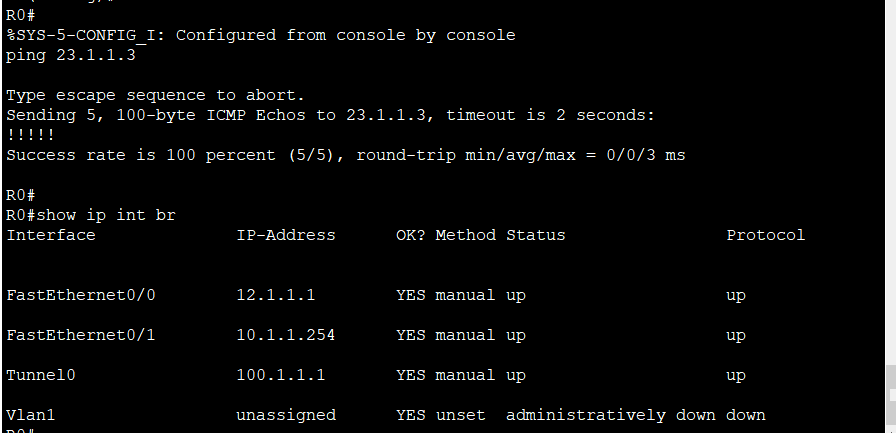 R0#
%SYS-5-CONFIG_I: Configured from console by console
ping 23.1.1.3
Type escape sequence to abort.
Sending 5, 100-byte ICMP Echos to 23.1.1.3, timeout is 2 seconds:
!!!!!
Success rate is 100 percent (5/5), round-trip min/avg/max = 0/0/3 ms
R0#
R0#show ip int br
Interface IP-Address OK? Method Status Protocol
FastEthernet0/0 12.1.1.1 YES manual up up
FastEthernet0/1 10.1.1.254 YES manual up up
Tunnel0 100.1.1.1 YES manual up up
Vlan1 unassigned YES unset administratively down down
R0#